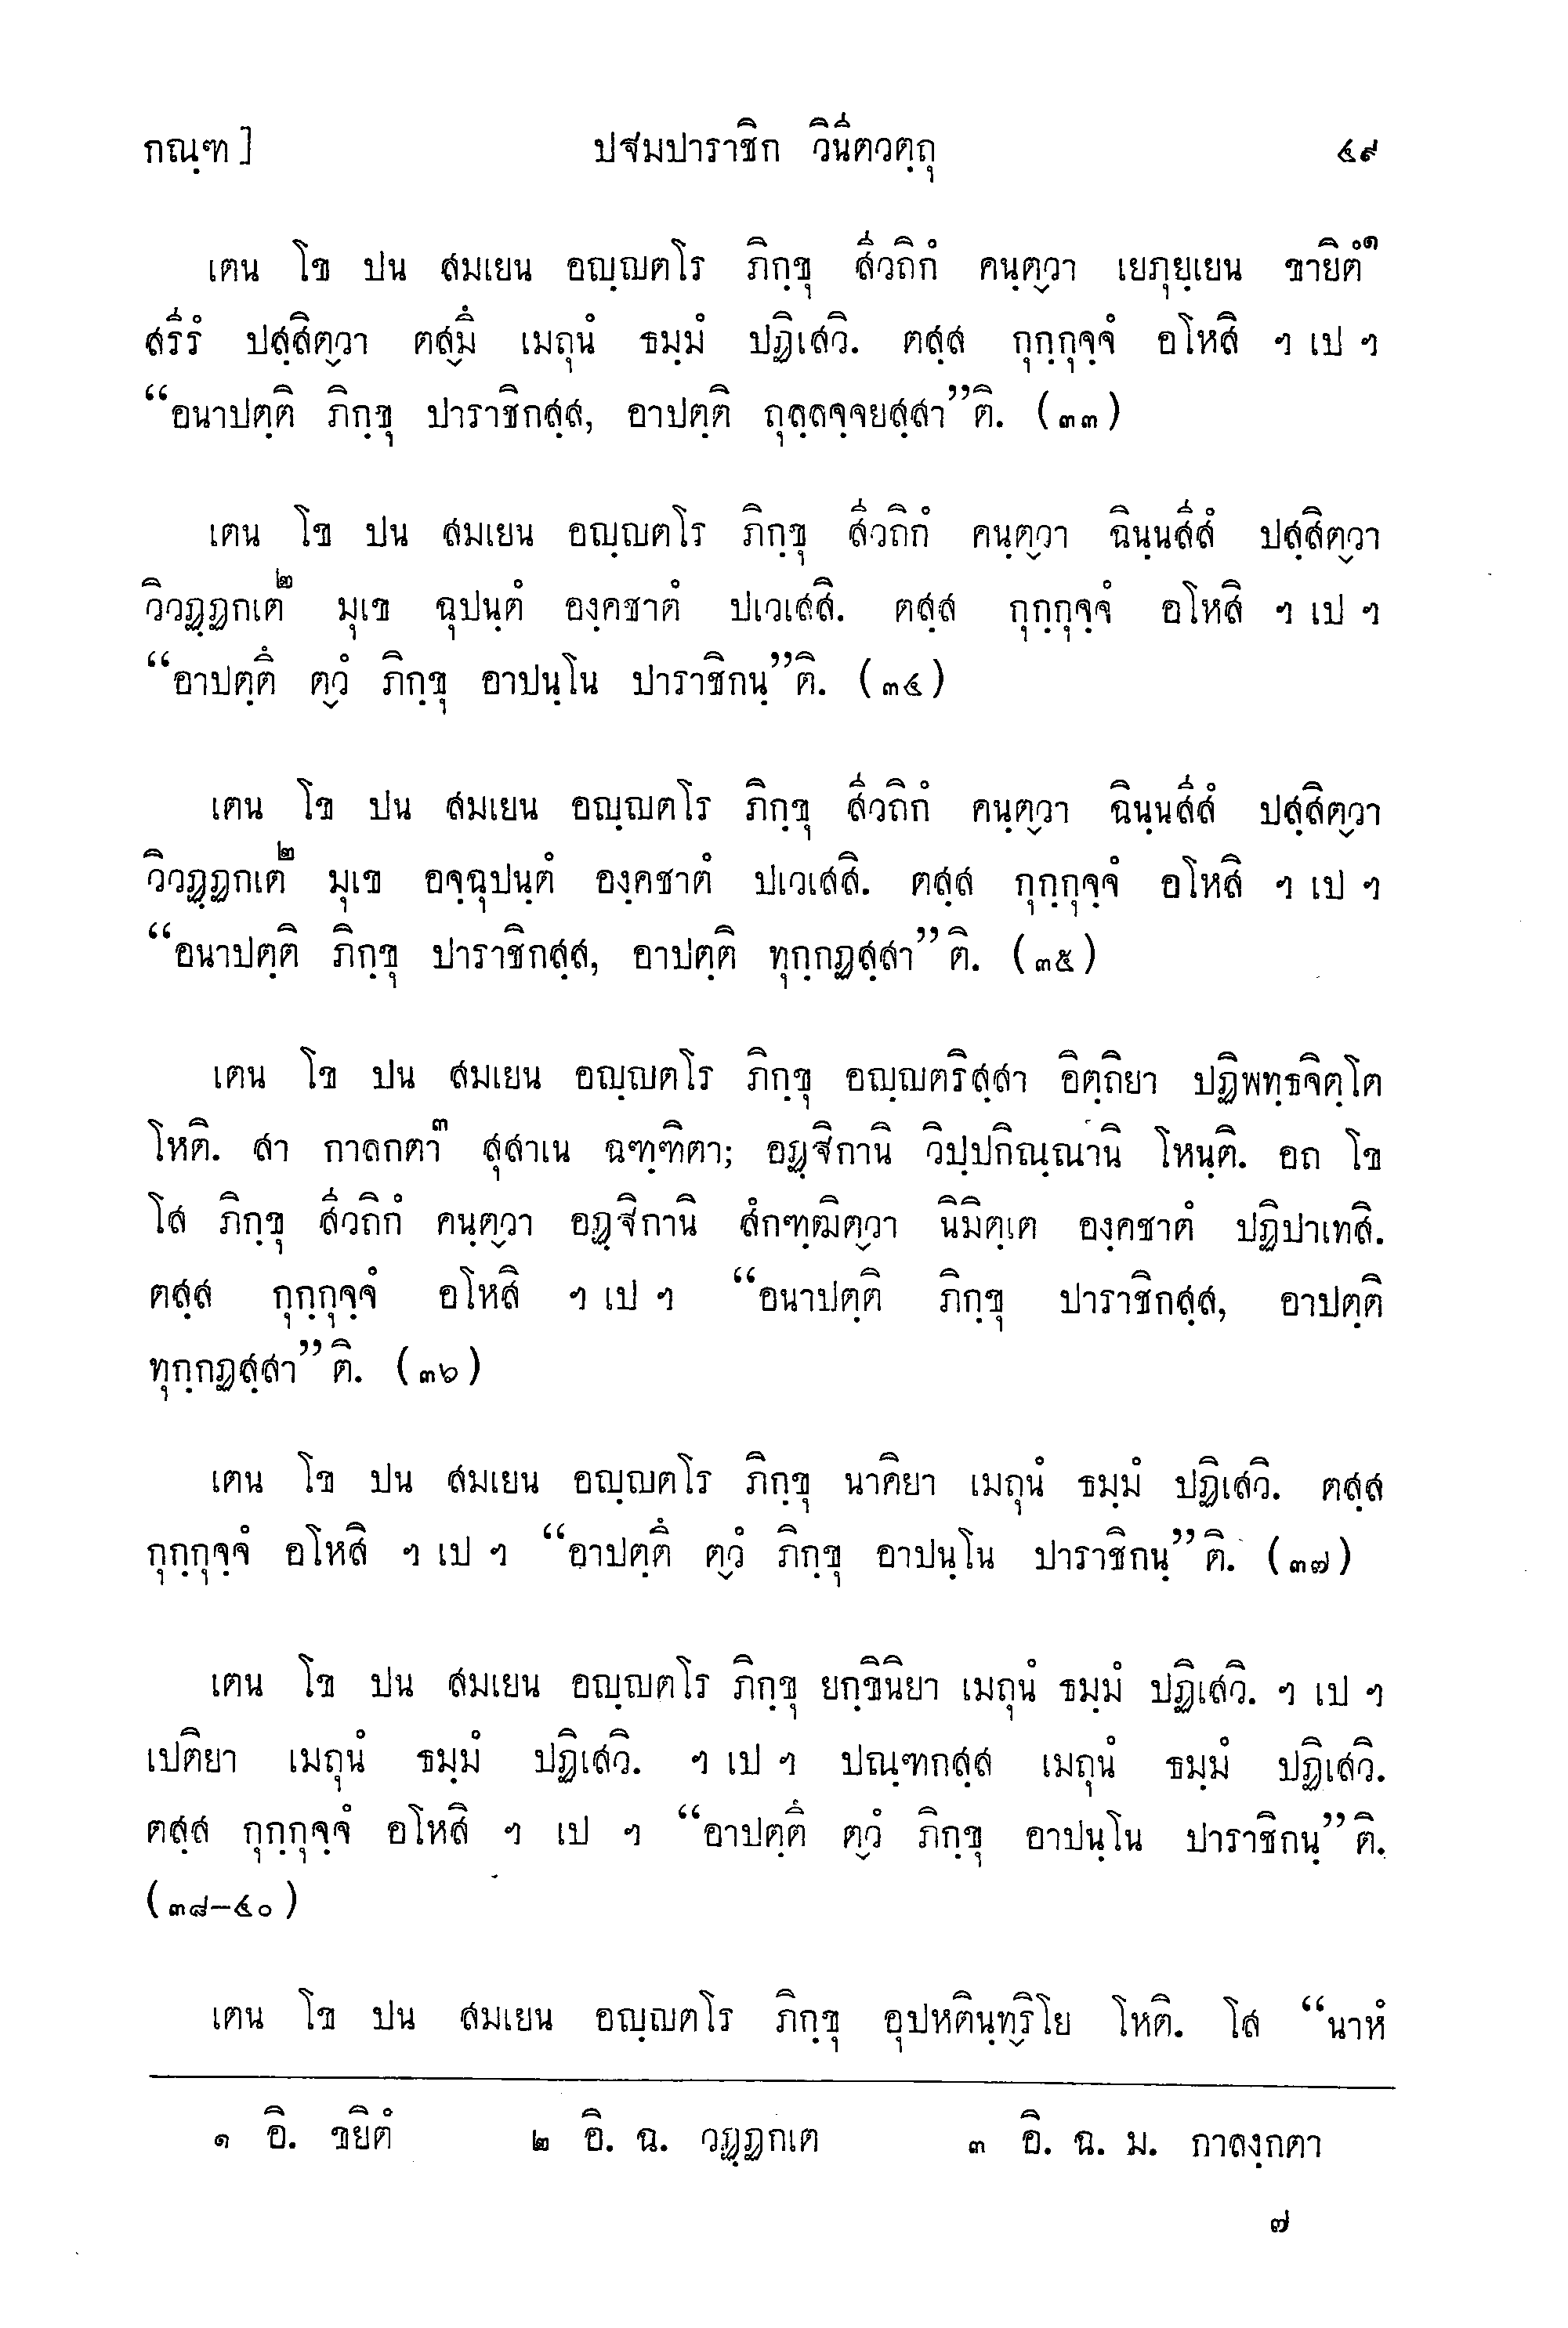 กณฺฑ]	ปฐมปาราชิก วินีตวตฺถุ	๔๙
เตน โข ปน สมเยน อญฺญตโร ภิกฺขุ สีวถิกํ คนฺตฺวา เยภุยฺเยน ขายิตํ๑
สรีรํ ปสฺสิตฺวา ตสฺมึ เมถุนํ ธมฺมํ ปฏิเสวิ. ตสฺส กุกฺกุจฺจํ อโหสิ ฯ เป ฯ
“อนาปตฺติ ภิกฺขุ ปาราชิกสฺส, อาปตฺติ ถุลฺลจฺจยสฺสา”ติ. (๓๓)
เตน โข ปน สมเยน อญฺญตโร ภิกฺขุ สีวถิกํ คนฺตฺวา ฉินฺนสีสํ ปสฺสิตฺวา
วิวฏฺฏกเต๒ มุเข ฉุปนฺตํ องฺคชาตํ ปเวเสสิ. ตสฺส กุกฺกุจฺจํ อโหสิ ฯ เป ฯ
“อาปตฺตึ ตฺวํ ภิกฺขุ อาปนฺโน ปาราชิกนฺ”ติ. (๓๔)
เตน โข ปน สมเยน อญฺญตโร ภิกฺขุ สีวถิกํ คนฺตฺวา ฉินฺนสีสํ ปสฺสิตฺวา
วิวฏฺฏกเต๒ มุเข อจฺฉุปนฺตํ องฺคชาตํ ปเวเสสิ. ตสฺส กุกฺกุจฺจํ อโหสิ ฯ เป ฯ
“อนาปตฺติ ภิกฺขุ ปาราชิกสฺส, อาปตฺติ ทุกฺกฏสฺสา”ติ. (๓๕)
เตน โข ปน สมเยน อญฺญตโร ภิกฺขุ อญฺญตริสฺสา อิตฺถิยา ปฏิพทฺธจิตฺโต
โหติ. สา กาลกตา๓ สุสาเน ฉฑฺฑิตา; อฏฺฐิกานิ วิปฺปกิณฺณานิ โหนฺติ. อถ โข
โส ภิกฺขุ สีวถิกํ คนฺตฺวา อฏฺฐิกานิ สํกฑฺฒิตฺวา นิมิตฺเต องฺคชาตํ ปฏิปาเทสิ.
ตสฺส กุกฺกุจฺจํ อโหสิ ฯ เป ฯ “อนาปตฺติ ภิกฺขุ ปาราชิกสฺส, อาปตฺติ
ทุกฺกฏสฺสา”ติ. (๓๖)
เตน โข ปน สมเยน อญฺญตโร ภิกฺขุ นาคิยา เมถุนํ ธมฺมํ ปฏิเสวิ. ตสฺส
กุกฺกุจฺจํ อโหสิ ฯ เป ฯ “อาปตฺตึ ตฺวํ ภิกฺขุ อาปนฺโน ปาราชิกนฺ”ติ. (๓๗)
เตน โข ปน สมเยน อญฺญตโร ภิกฺขุ ยกฺขินิยา เมถุนํ ธมฺมํ ปฏิเสวิ. ฯ เป ฯ
เปติยา เมถุนํ ธมฺมํ ปฏิเสวิ. ฯ เป ฯ ปณฺฑกสฺส เมถุนํ ธมฺมํ ปฏิเสวิ.
ตสฺส กุกฺกุจฺจํ อโหสิ ฯ เป ฯ “อาปตฺตึ ตฺวํ ภิกฺขุ อาปนฺโน ปาราชิกนฺ”ติ.
(๓๘–๔๐)
เตน โข ปน สมเยน อญฺญตโร ภิกฺขุ อุปหตินฺทฺริโย โหติ. โส “นาหํ
๑ อิ. ขยิตํ	๒ อิ. ฉ. วฏฺฏกเต	๓ อิ. ฉ. ม. กาลงฺกตา
๗